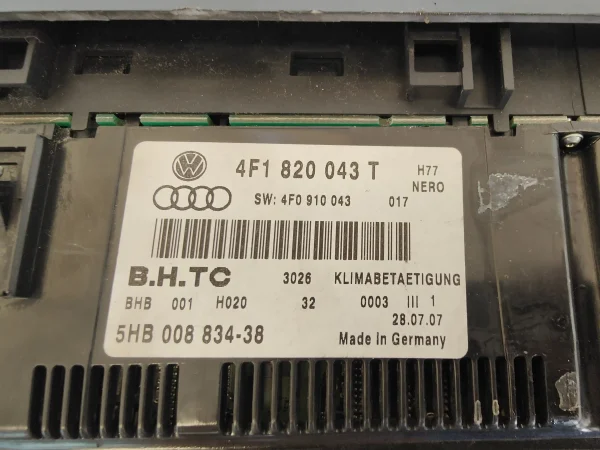 4F1 820 043 T H77
NERO
SW: 4F0 910 043 017
B.H.TC 3026 KLIMABETAETIGUNG
BHB 001 H020 32 0003 III 1
28.07.07
5HB 008 834-38 Made in Germany